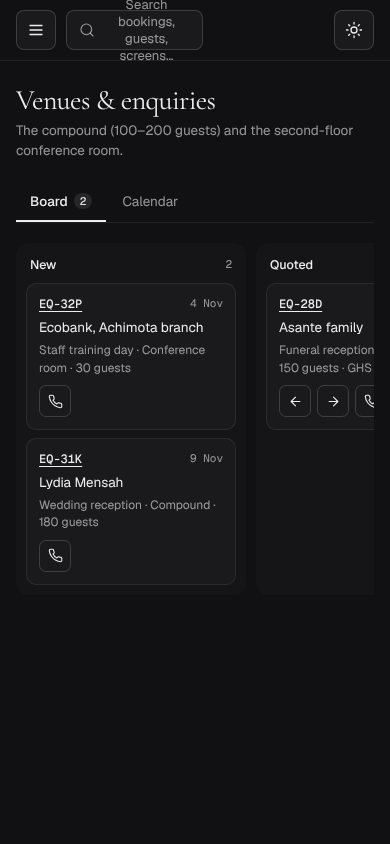 Search
bookings,
guests,
screens…
Venues & enquiries
The compound (100–200 guests) and the second-floor
conference room.
Board 2 Calendar
New 2
EQ-32P 4 Nov
Ecobank, Achimota branch
Staff training day · Conference
room · 30 guests
EQ-31K 9 Nov
Lydia Mensah
Wedding reception · Compound ·
180 guests
Quoted
EQ-28D
Asante family
Funeral reception
150 guests · GHS